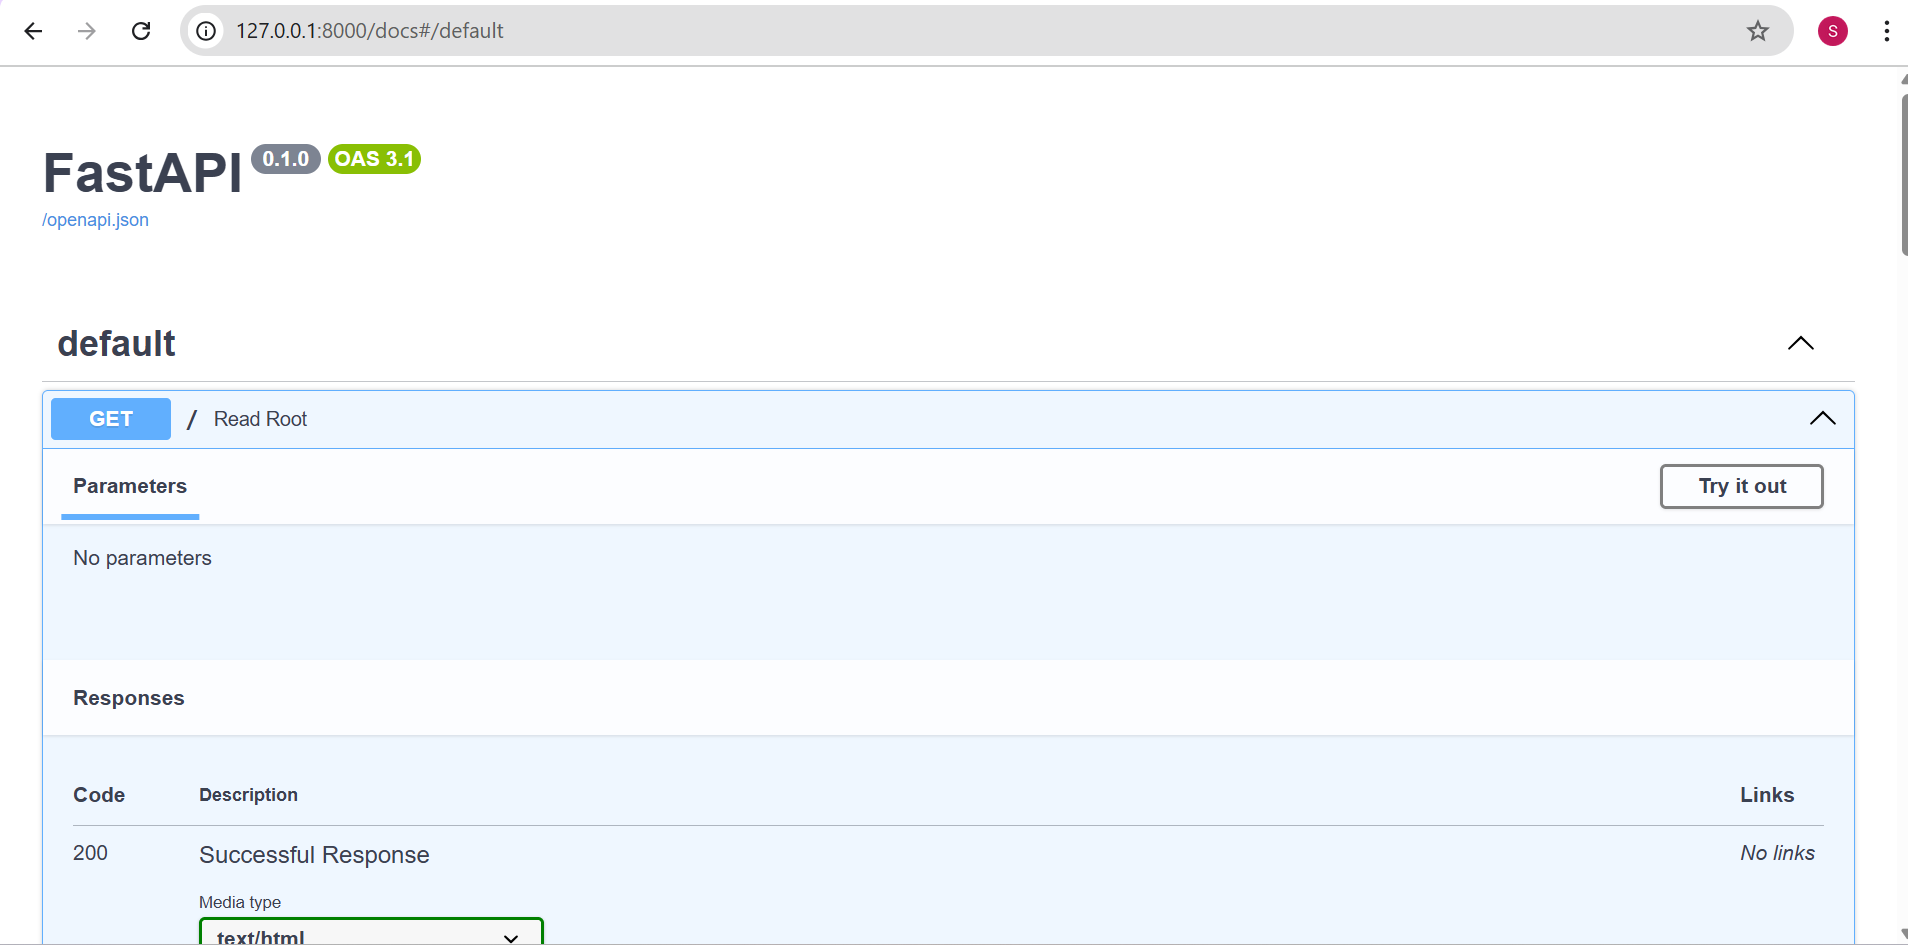 127.0.0.1:8000/docs#/default
S
FastAPI 0.1.0 OAS 3.1
/openapi.json
default
GET / Read Root
Parameters
Try it out
No parameters
Responses
Code Description Links
200 Successful Response No links
Media type
text/html